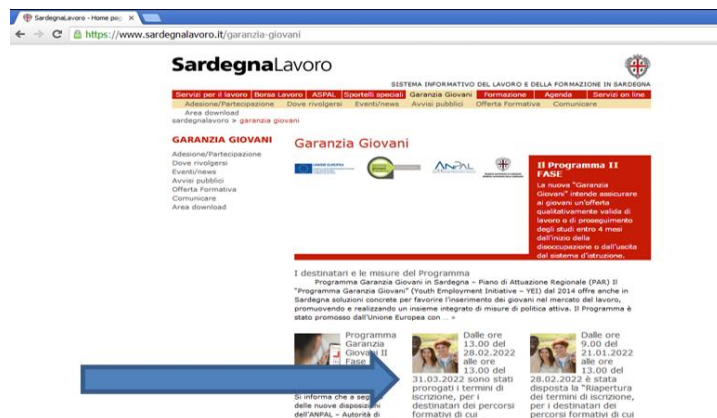 SardegnaLavoro - Home pag
https://www.sardegnalavoro.it/garanzia-giovani
SardegnaLavoro
SISTEMA INFORMATIVO DEL LAVORO E DELLA FORMAZIONE IN SARDEGNA
Servizi per il lavoro Borsa Lavoro ASPAL Sportelli speciali Garanzia Giovani Formazione Agenda Servizi on line
Adesione/Partecipazione Dove rivolgersi Eventi/news Avvisi pubblici Offerta Formativa Comunicare
Area download
sardegnalavoro > garanzia giovani
GARANZIA GIOVANI
Adesione/Partecipazione
Dove rivolgersi
Eventi/news
Avvisi pubblici
Offerta Formativa
Comunicare
Area download
Garanzia Giovani
UNIONE EUROPEA
ANPAL
Il Programma II
FASE
La nuova "Garanzia
Giovani" intende assicurare
ai giovani un'offerta
qualitativamente valida di
lavoro o di proseguimento
degli studi entro 4 mesi
dall'inizio della
disoccupazione o dall'uscita
dal sistema d'istruzione.
I destinatari e le misure del Programma
Programma Garanzia Giovani in Sardegna – Piano di Attuazione Regionale (PAR) Il
"Programma Garanzia Giovani" (Youth Employment Initiative – YEI) dal 2014 offre anche in
Sardegna soluzioni concrete per favorire l'inserimento dei giovani nel mercato del lavoro,
promuovendo e realizzando un insieme integrato di misure di politica attiva. Il Programma è
stato promosso dall'Unione Europea con ... »
Programma
Garanzia
Giovani II
Fase
Si informa che a seg
delle nuove disposizioni
dell'ANPAL – Autorità di
Dalle ore
13.00 del
28.02.2022
alle ore
13.00 del
31.03.2022 sono stati
prorogati i termini di
iscrizione, per i
destinatari dei percorsi
formativi di cui
Dalle ore
9.00 del
21.01.2022
alle ore
13.00 del
28.02.2022 è stata
disposta la "Riapertura
dei termini di iscrizione,
per i destinatari dei
percorsi formativi di cui